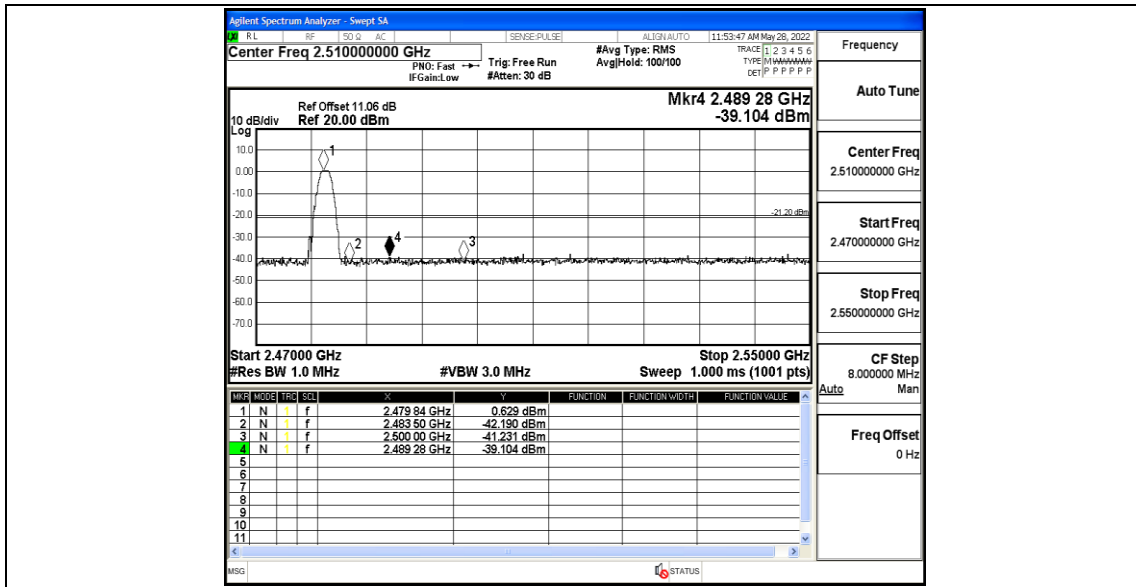 Agilent Spectrum Analyzer - Swept SA
RL RF 50 Ω AC SENSE:PULSE ALIGN AUTO 11:53:47 AM May 28, 2022
Center Freq 2.510000000 GHz
PNO: Fast
IFGain:Low
Trig: Free Run
#Atten: 30 dB
#Avg Type: RMS
Avg|Hold: 100/100
TRACE 1 2 3 4 5 6
TYPE M WWWWW
DET P P P P P P
Mkr4 2.489 28 GHz
-39.104 dBm
Ref Offset 11.06 dB
10 dB/div Ref 20.00 dBm
Log
10.0
0.00
-10.0
-20.0
-30.0
-40.0
-50.0
-60.0
-70.0
1
2
4
3
-21.20 dBm
Start 2.47000 GHz Stop 2.55000 GHz
#Res BW 1.0 MHz #VBW 3.0 MHz Sweep 1.000 ms (1001 pts)
MKR MODE TRC SCL X Y FUNCTION FUNCTION WIDTH FUNCTION VALUE
1 N 1 f 2.479 84 GHz 0.629 dBm
2 N 1 f 2.483 50 GHz -42.190 dBm
3 N 1 f 2.500 00 GHz -41.231 dBm
4 N 1 f 2.489 28 GHz -39.104 dBm
5
6
7
8
9
10
11
MSG STATUS
Frequency
Auto Tune
Center Freq
2.510000000 GHz
Start Freq
2.470000000 GHz
Stop Freq
2.550000000 GHz
CF Step
8.000000 MHz
Auto Man
Freq Offset
0 Hz